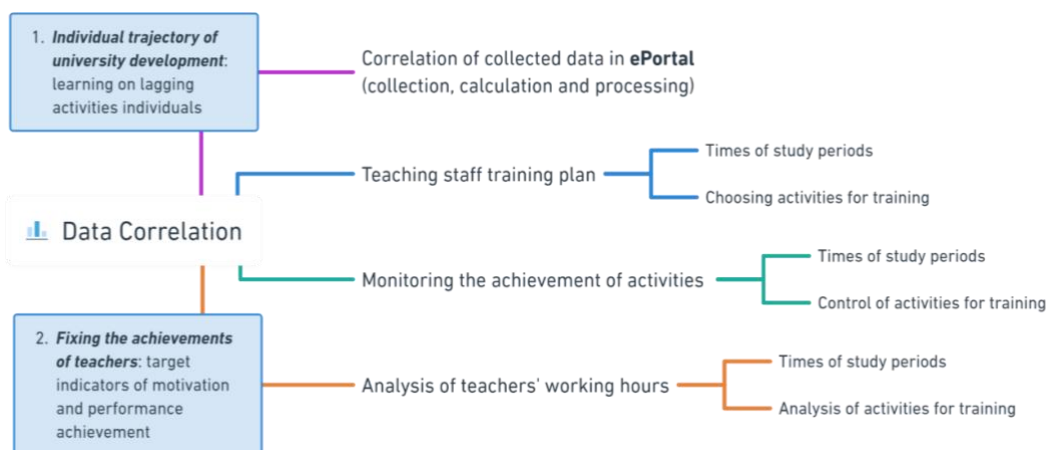 1. Individual trajectory of
university development:
learning on lagging
activities individuals
Correlation of collected data in ePortal
(collection, calculation and processing)
Teaching staff training plan
Times of study periods
Choosing activities for training
Data Correlation
Monitoring the achievement of activities
Times of study periods
Control of activities for training
2. Fixing the achievements
of teachers: target
indicators of motivation
and performance
achievement
Analysis of teachers' working hours
Times of study periods
Analysis of activities for training